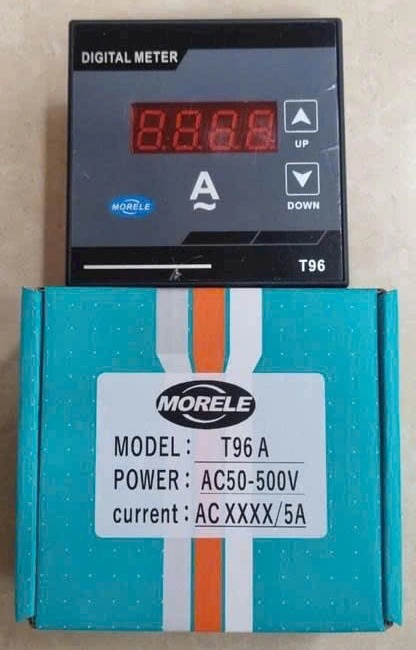 DIGITAL METER
8.8.0.8.
UP
A
~
DOWN
MORELE
T96
MORELE
MODEL: T96 A
POWER: AC50-500V
current: AC XXXX/5A